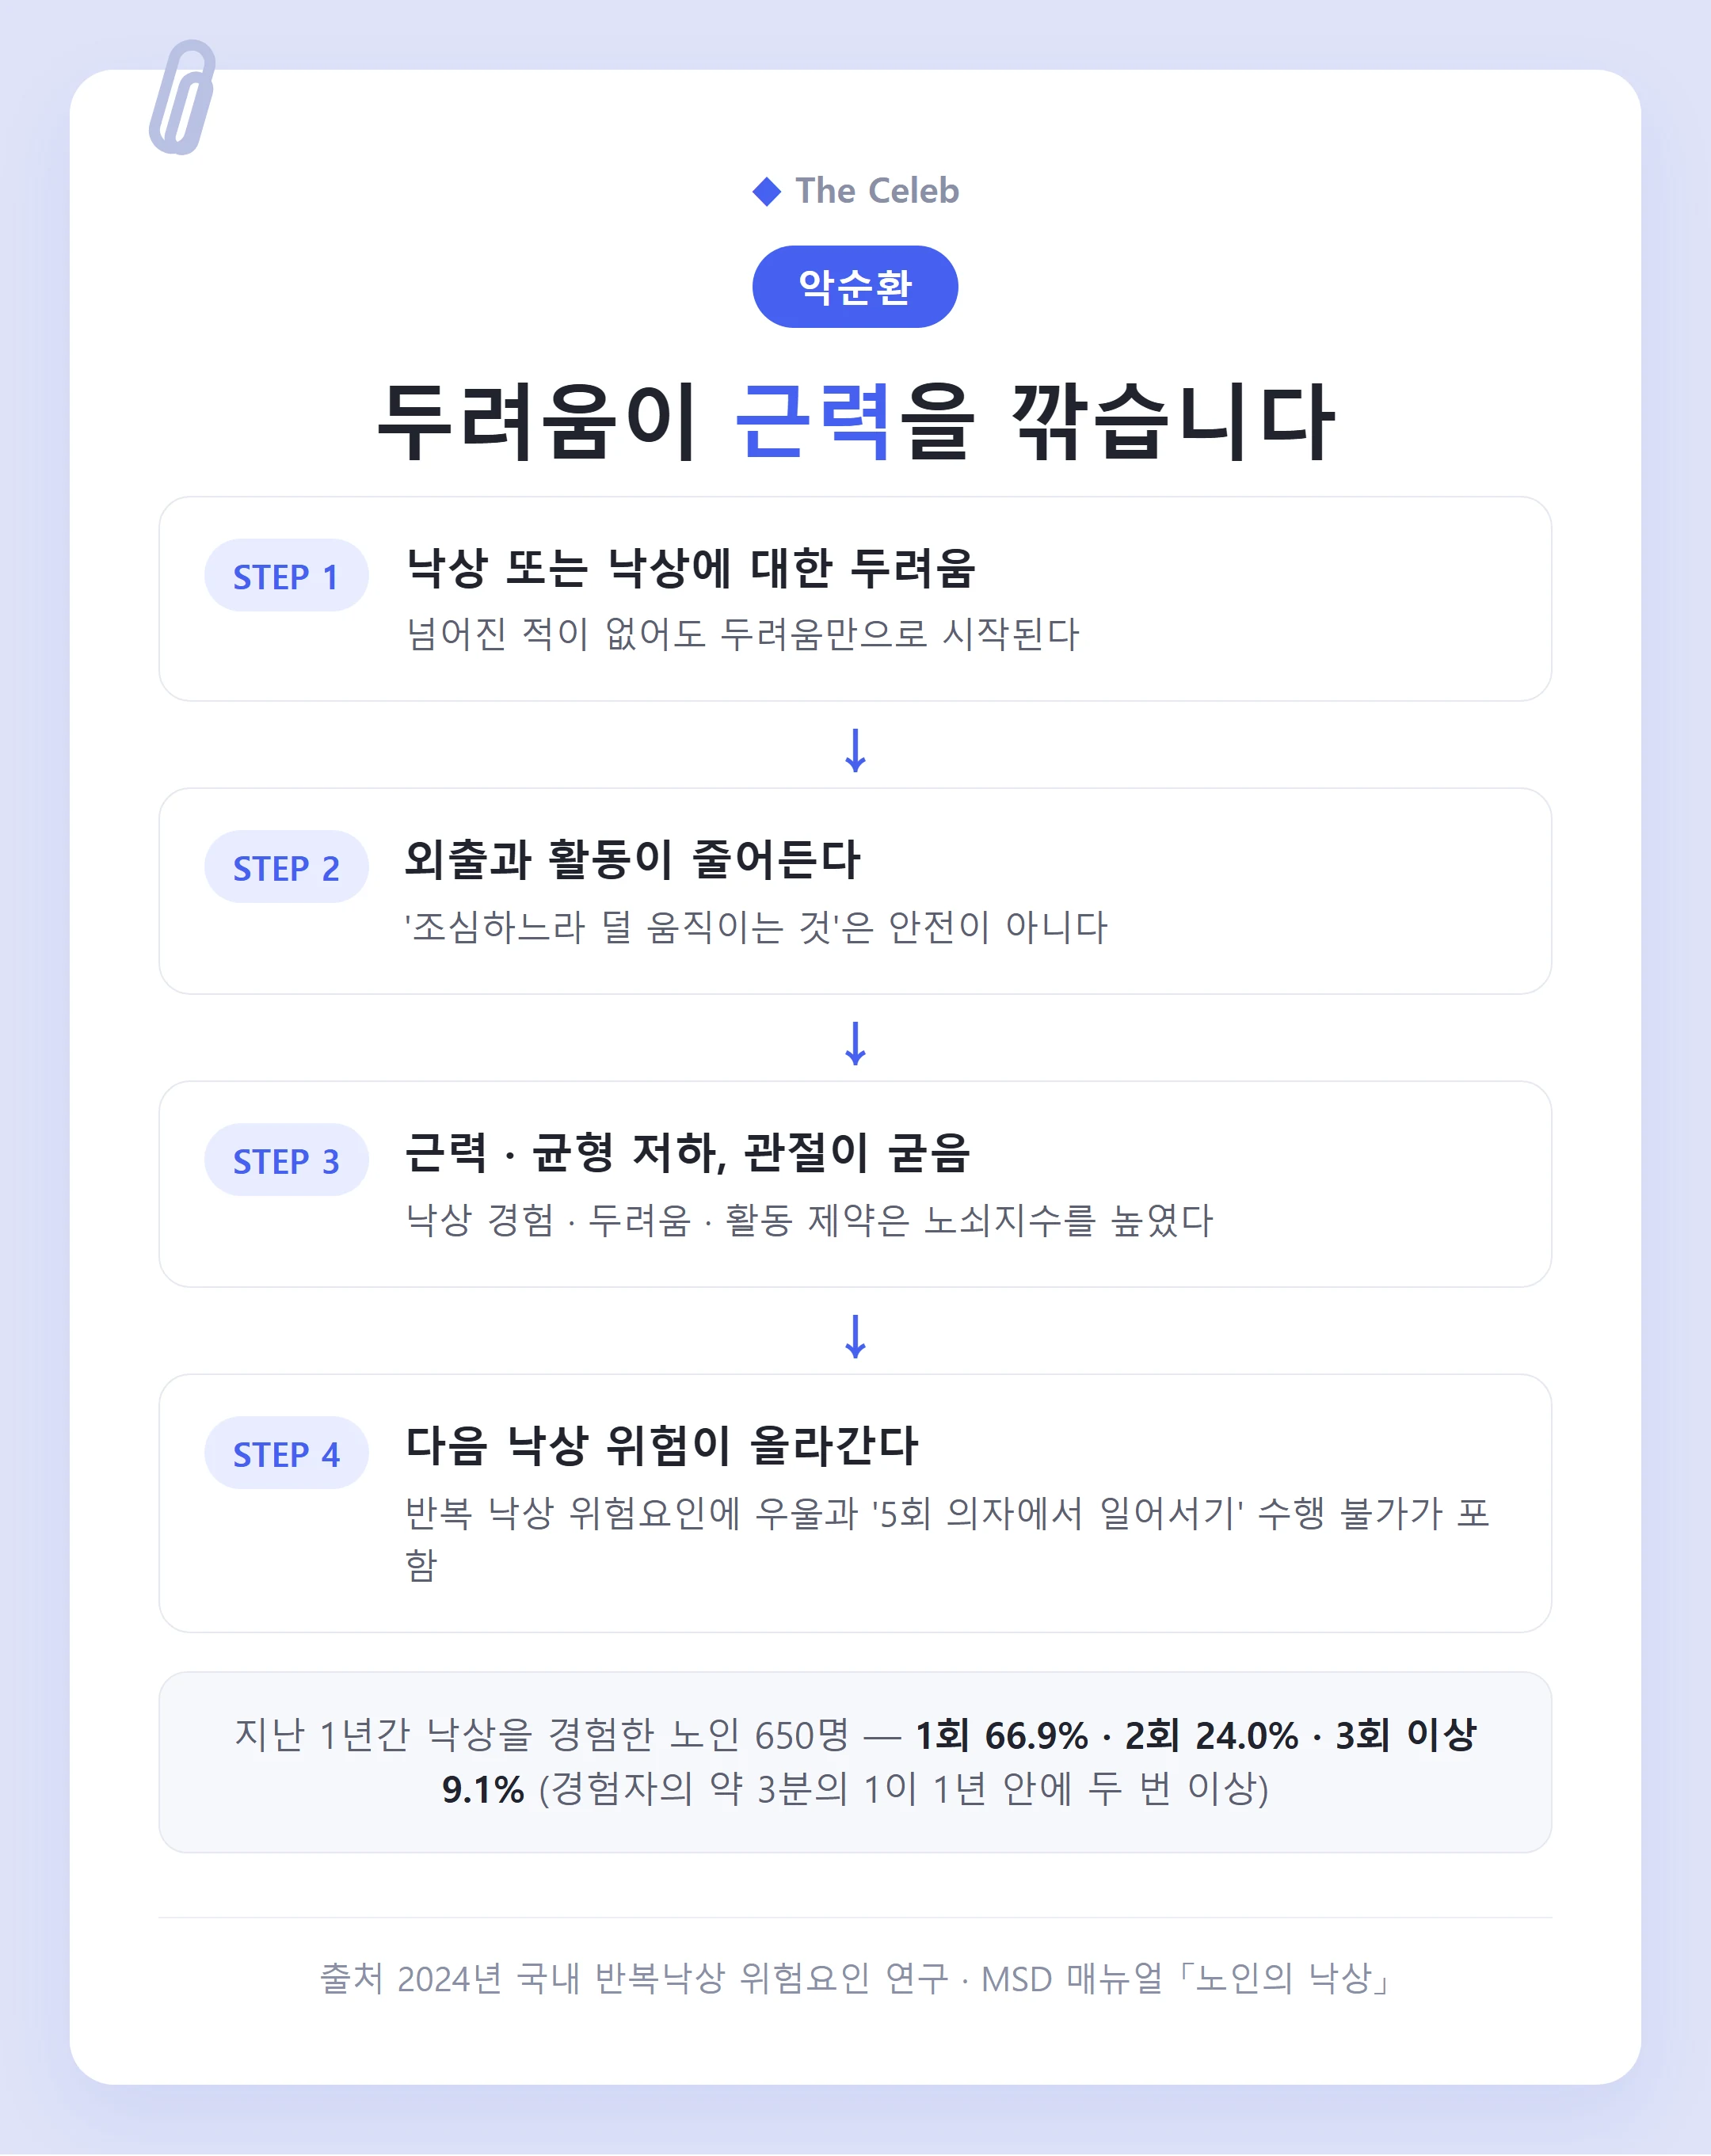 The Celeb
악순환
두려움이 근력을 깎습니다
STEP 1
낙상 또는 낙상에 대한 두려움
넘어진 적이 없어도 두려움만으로 시작된다
↓
STEP 2
외출과 활동이 줄어든다
'조심하느라 덜 움직이는 것'은 안전이 아니다
↓
STEP 3
근력 · 균형 저하, 관절이 굳음
낙상 경험 · 두려움 · 활동 제약은 노쇠지수를 높였다
↓
STEP 4
다음 낙상 위험이 올라간다
반복 낙상 위험요인에 우울과 '5회 의자에서 일어서기' 수행 불가가 포
함
지난 1년간 낙상을 경험한 노인 650명 — 1회 66.9% · 2회 24.0% · 3회 이상
9.1% (경험자의 약 3분의 1이 1년 안에 두 번 이상)
출처 2024년 국내 반복낙상 위험요인 연구 · MSD 매뉴얼「노인의 낙상」